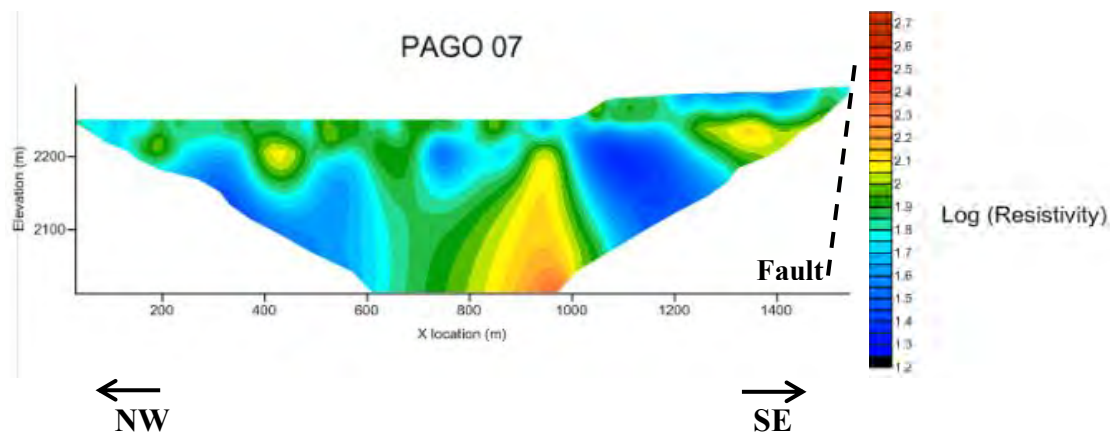 PAGO 07
2.7
2.6
2.5
2.4
2.3
2.2
2.1
2
1.9
1.8
1.7
1.6
1.5
1.4
1.3
1.2
Log (Resistivity)
Elevation (m)
2200
2100
Fault
200 400 600 800 1000 1200 1400
X location (m)
NW SE